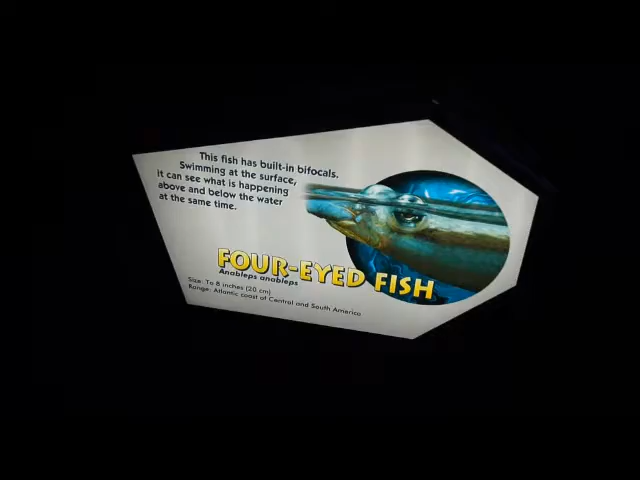 This fish has built-in bifocals.
Swimming at the surface,
it can see what is happening
above and below the water
at the same time.
FOUR-EYED FISH
Anableps anableps
Size: To 8 inches (20 cm)
Range: Atlantic coast of Central and South America